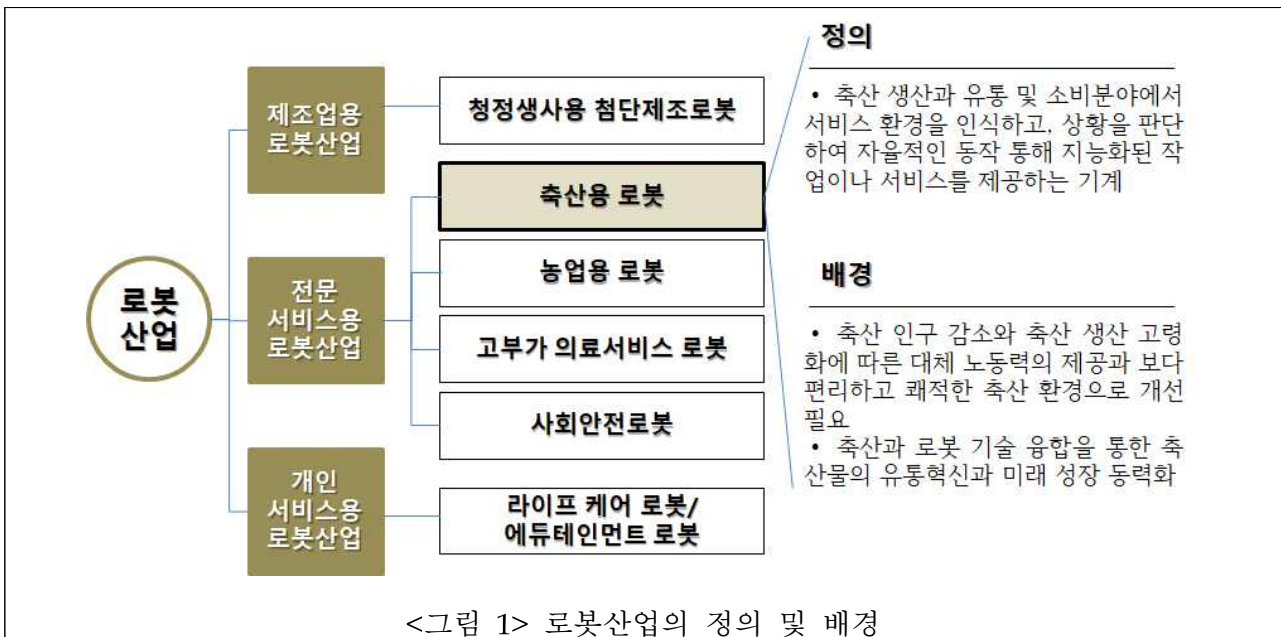 로봇
산업
제조업용
로봇산업
청정생사용 첨단제조로봇
전문
서비스용
로봇산업
축산용 로봇
농업용 로봇
고부가 의료서비스 로봇
사회안전로봇
개인
서비스용
로봇산업
라이프 케어 로봇/
에듀테인먼트 로봇
정의
• 축산 생산과 유통 및 소비분야에서
서비스 환경을 인식하고, 상황을 판단
하여 자율적인 동작 통해 지능화된 작
업이나 서비스를 제공하는 기계
배경
• 축산 인구 감소와 축산 생산 고령
화에 따른 대체 노동력의 제공과 보다
편리하고 쾌적한 축산 환경으로 개선
필요
• 축산과 로봇 기술 융합을 통한 축
산물의 유통혁신과 미래 성장 동력화
<그림 1> 로봇산업의 정의 및 배경